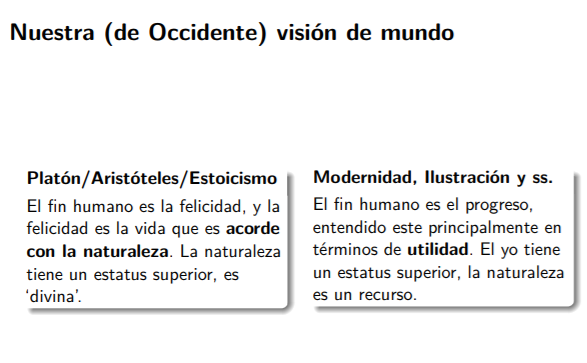 Nuestra (de Occidente) visión de mundo
Platón/Aristóteles/Estoicismo
El fin humano es la felicidad, y la
felicidad es la vida que es acorde
con la naturaleza. La naturaleza
tiene un estatus superior, es
‘divina’.
Modernidad, Ilustración y ss.
El fin humano es el progreso,
entendido este principalmente en
términos de utilidad. El yo tiene
un estatus superior, la naturaleza
es un recurso.